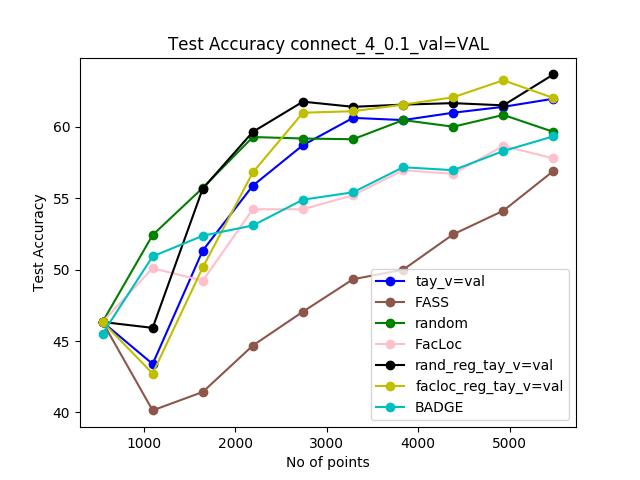 Test Accuracy connect_4_0.1_val=VAL
Test Accuracy
60
55
50
45
40
1000 2000 3000 4000 5000
No of points
tay_v=val
FASS
random
FacLoc
rand_reg_tay_v=val
facloc_reg_tay_v=val
BADGE